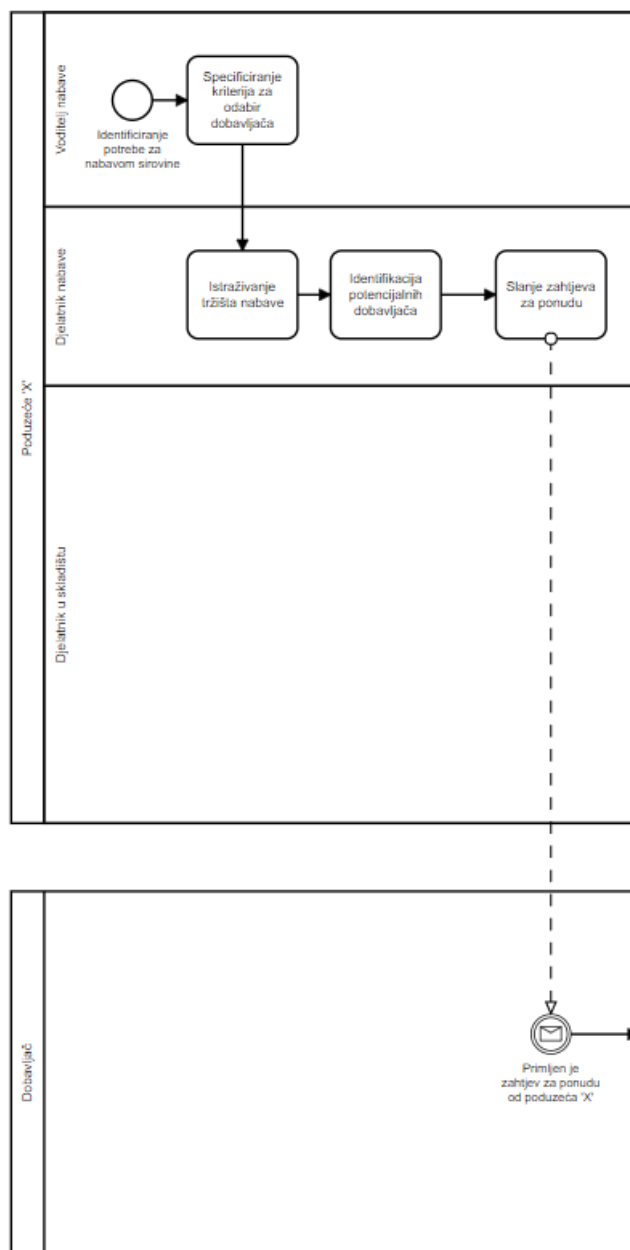 Poduzeće 'X'
Voditelj nabave
Identificiranje
potrebe za
nabavom sirovine
Specificiranje
kriterija za
odabir
dobavljača
Djelatnik nabave
Istraživanje
tržišta nabave
Identifikacija
potencijalnih
dobavljača
Slanje zahtjeva
za ponudu
Djelatnik u skladištu
Dobavljač
Primljen je
zahtjev za ponudu
od poduzeća 'X'